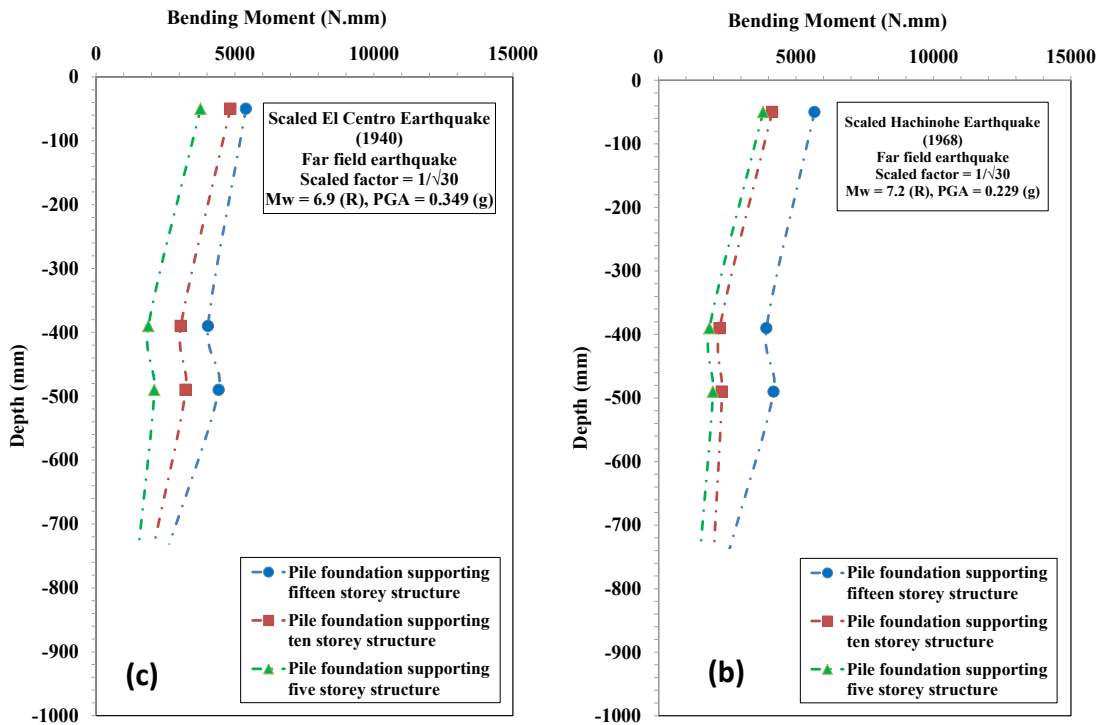 Bending Moment (N.mm)
0 5000 10000 15000
0
-100
-200
-300
-400
-500
-600
-700
-800
-900
-1000
Depth (mm)
Scaled El Centro Earthquake
(1940)
Far field earthquake
Scaled factor = 1/√30
Mw = 6.9 (R), PGA = 0.349 (g)
Pile foundation supporting
fifteen storey structure
Pile foundation supporting
ten storey structure
Pile foundation supporting
five storey structure
(c)
Bending Moment (N.mm)
0 5000 10000 15000
0
-100
-200
-300
-400
-500
-600
-700
-800
-900
-1000
Depth (mm)
Scaled Hachinohe Earthquake
(1968)
Far field earthquake
Scaled factor = 1/√30
Mw = 7.2 (R), PGA = 0.229 (g)
Pile foundation supporting
fifteen storey structure
Pile foundation supporting
ten storey structure
Pile foundation supporting
five storey structure
(b)